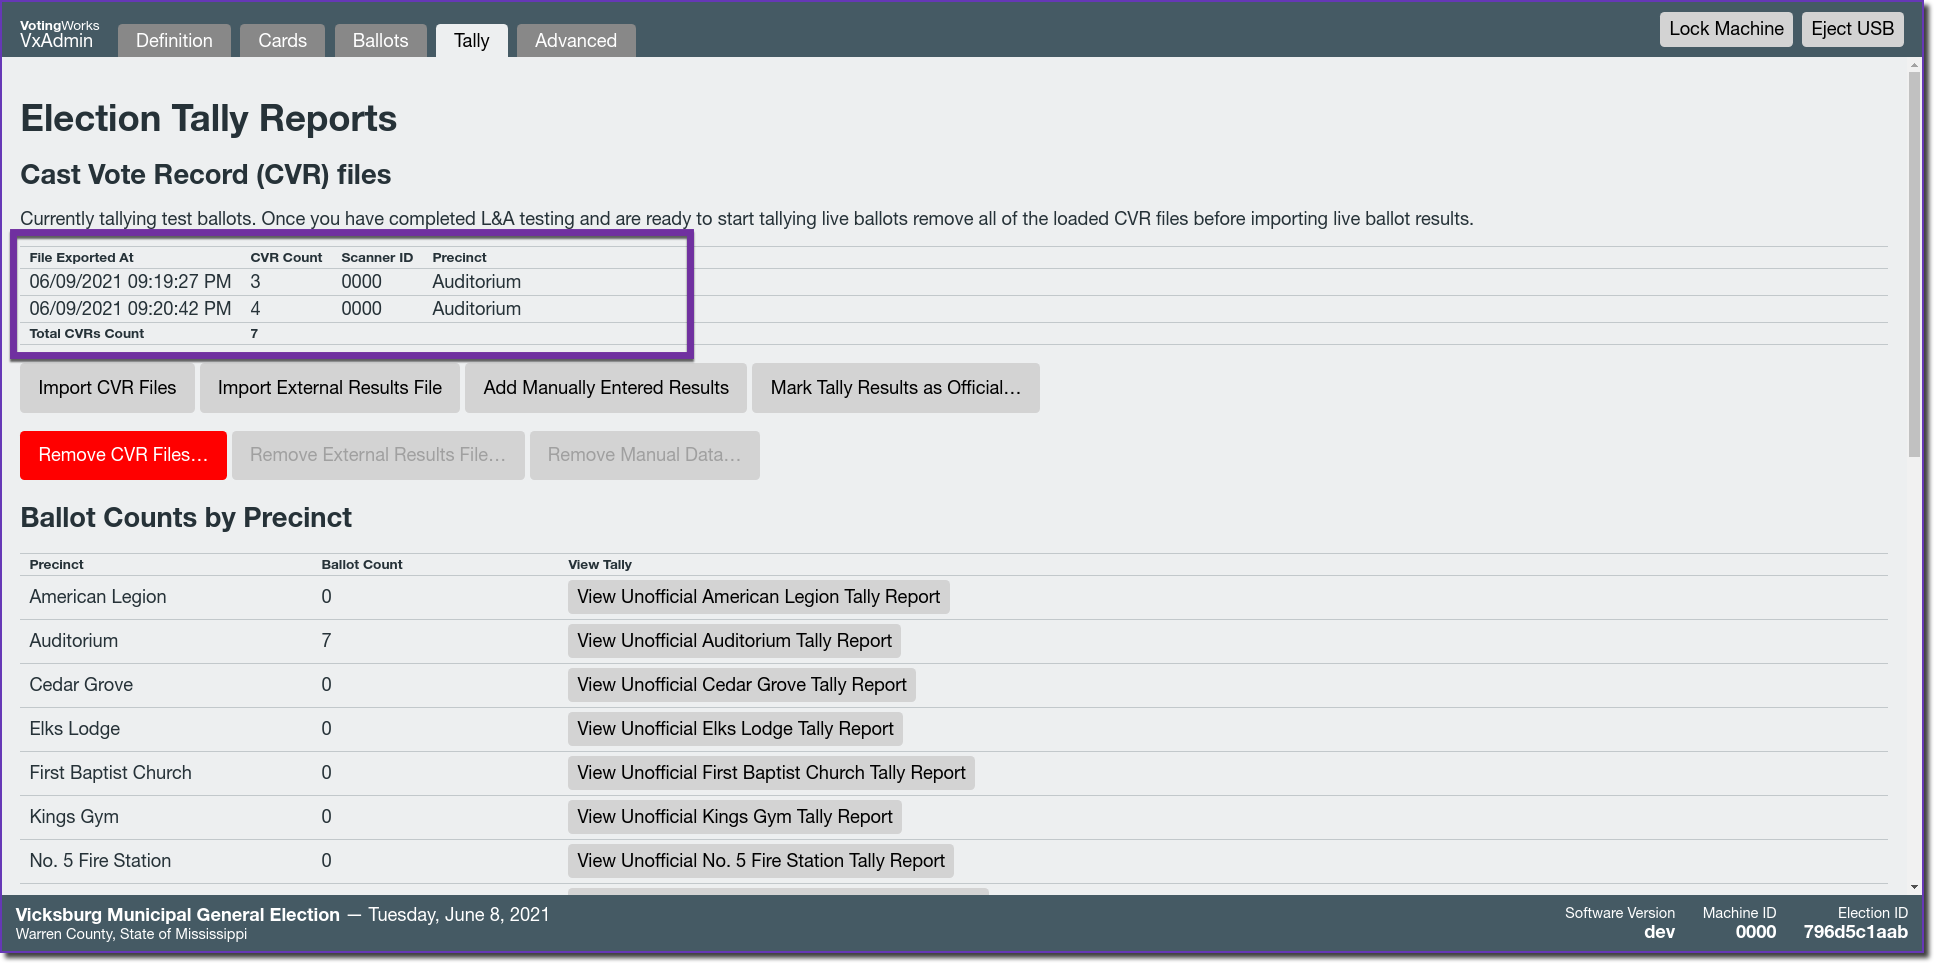 VotingWorks
VxAdmin
Definition
Cards
Ballots
Tally
Advanced
Lock Machine
Eject USB
Election Tally Reports
Cast Vote Record (CVR) files
Currently tallying test ballots. Once you have completed L&A testing and are ready to start tallying live ballots remove all of the loaded CVR files before importing live ballot results.
File Exported At CVR Count Scanner ID Precinct
06/09/2021 09:19:27 PM 3 0000 Auditorium
06/09/2021 09:20:42 PM 4 0000 Auditorium
Total CVRs Count 7
Import CVR Files
Import External Results File
Add Manually Entered Results
Mark Tally Results as Official…
Remove CVR Files…
Remove External Results File…
Remove Manual Data…
Ballot Counts by Precinct
Precinct Ballot Count View Tally
American Legion 0 View Unofficial American Legion Tally Report
Auditorium 7 View Unofficial Auditorium Tally Report
Cedar Grove 0 View Unofficial Cedar Grove Tally Report
Elks Lodge 0 View Unofficial Elks Lodge Tally Report
First Baptist Church 0 View Unofficial First Baptist Church Tally Report
Kings Gym 0 View Unofficial Kings Gym Tally Report
No. 5 Fire Station 0 View Unofficial No. 5 Fire Station Tally Report
Vicksburg Municipal General Election — Tuesday, June 8, 2021
Warren County, State of Mississippi
Software Version
dev
Machine ID
0000
Election ID
796d5c1aab